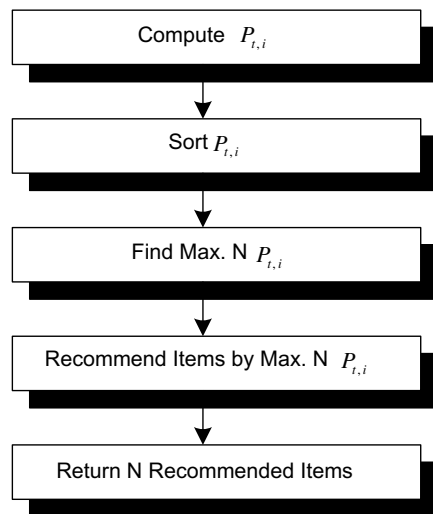 Compute P_{t,i}
Sort P_{t,i}
Find Max. N P_{t,i}
Recommend Items by Max. N P_{t,i}
Return N Recommended Items